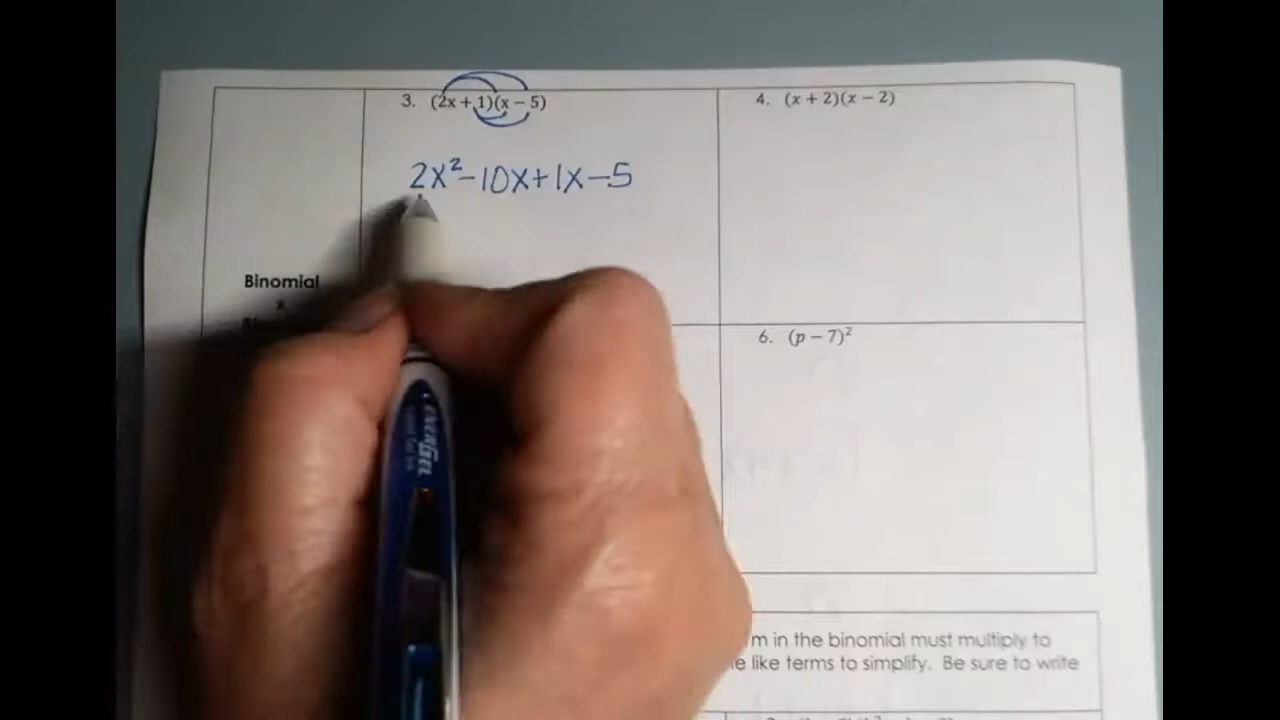 3. (2x + 1)(x − 5)
4. (x + 2)(x − 2)
2x² − 10x + 1x − 5
Binomial
x
6. (p − 7)²
m in the binomial must multiply to
e like terms to simplify. Be sure to write
ENERGEL